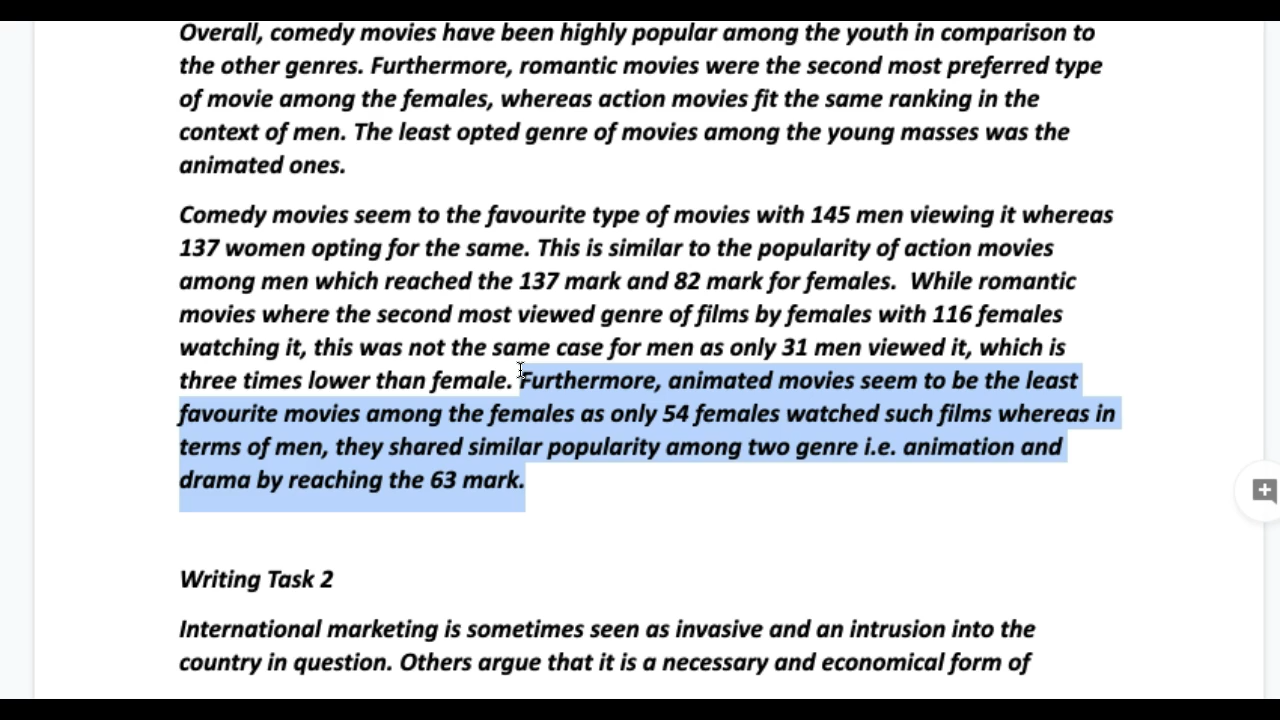 Overall, comedy movies have been highly popular among the youth in comparison to
the other genres. Furthermore, romantic movies were the second most preferred type
of movie among the females, whereas action movies fit the same ranking in the
context of men. The least opted genre of movies among the young masses was the
animated ones.
Comedy movies seem to the favourite type of movies with 145 men viewing it whereas
137 women opting for the same. This is similar to the popularity of action movies
among men which reached the 137 mark and 82 mark for females.  While romantic
movies where the second most viewed genre of films by females with 116 females
watching it, this was not the same case for men as only 31 men viewed it, which is
three times lower than female. Furthermore, animated movies seem to be the least
favourite movies among the females as only 54 females watched such films whereas in
terms of men, they shared similar popularity among two genre i.e. animation and
drama by reaching the 63 mark.
Writing Task 2
International marketing is sometimes seen as invasive and an intrusion into the
country in question. Others argue that it is a necessary and economical form of